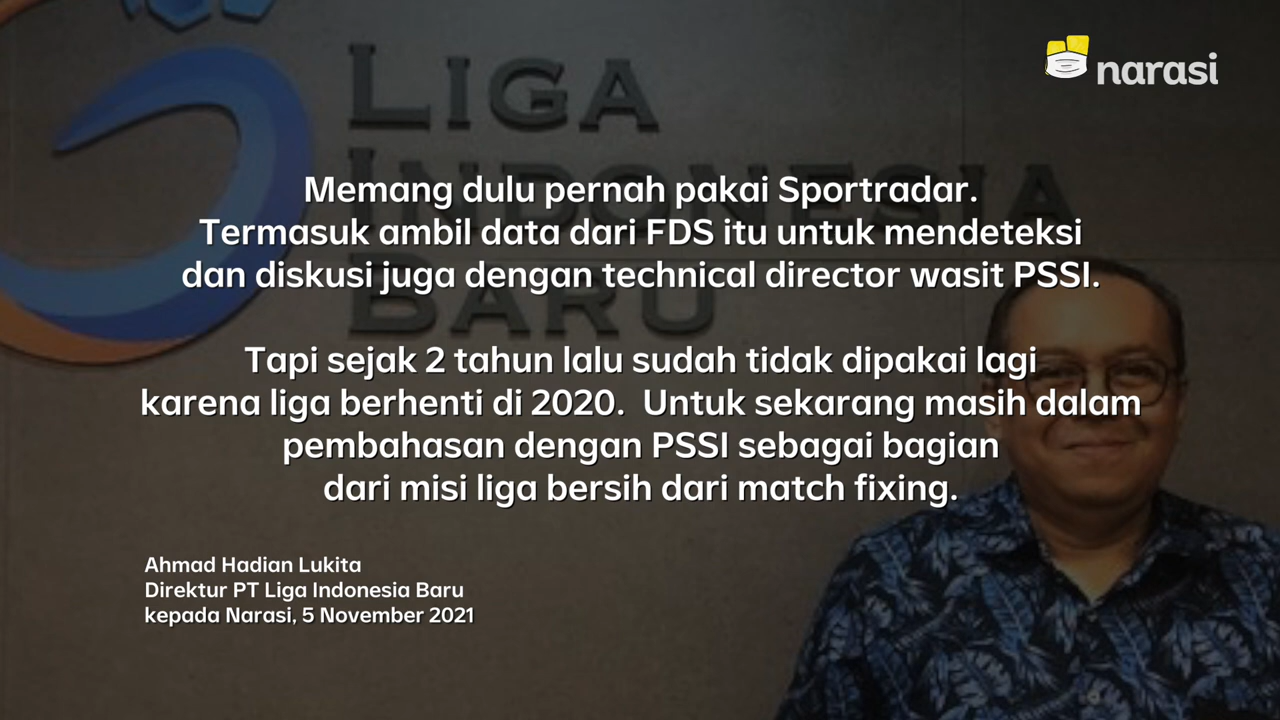 narasi
LIGA
INDONESIA
BARU
Memang dulu pernah pakai Sportradar.
Termasuk ambil data dari FDS itu untuk mendeteksi
dan diskusi juga dengan technical director wasit PSSI.
Tapi sejak 2 tahun lalu sudah tidak dipakai lagi
karena liga berhenti di 2020.  Untuk sekarang masih dalam
pembahasan dengan PSSI sebagai bagian
dari misi liga bersih dari match fixing.
Ahmad Hadian Lukita
Direktur PT Liga Indonesia Baru
kepada Narasi, 5 November 2021